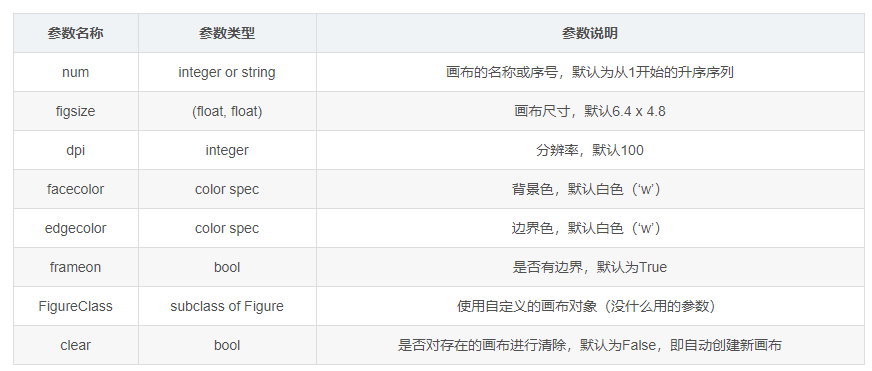 参数名称 参数类型 参数说明
num integer or string 画布的名称或序号，默认为从1开始的升序序列
figsize (float, float) 画布尺寸，默认6.4 x 4.8
dpi integer 分辨率，默认100
facecolor color spec 背景色，默认白色（‘w’）
edgecolor color spec 边界色，默认白色（‘w’）
frameon bool 是否有边界，默认为True
FigureClass subclass of Figure 使用自定义的画布对象（没什么用的参数）
clear bool 是否对存在的画布进行清除，默认为False，即自动创建新画布